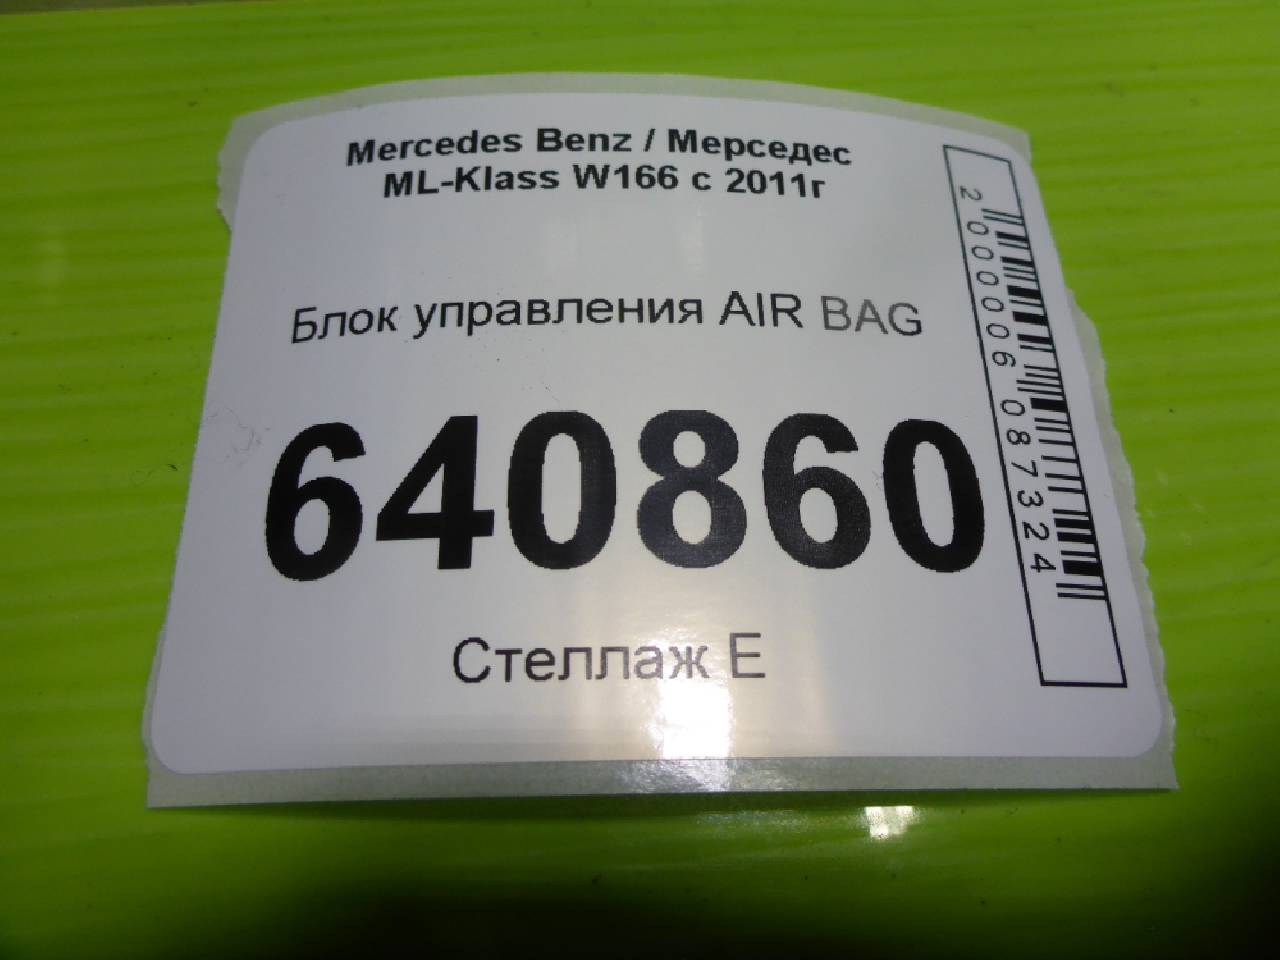 Mercedes Benz / Мерседес
ML-Klass W166 с 2011г
Блок управления AIR BAG
640860
Стеллаж Е
2000006087324